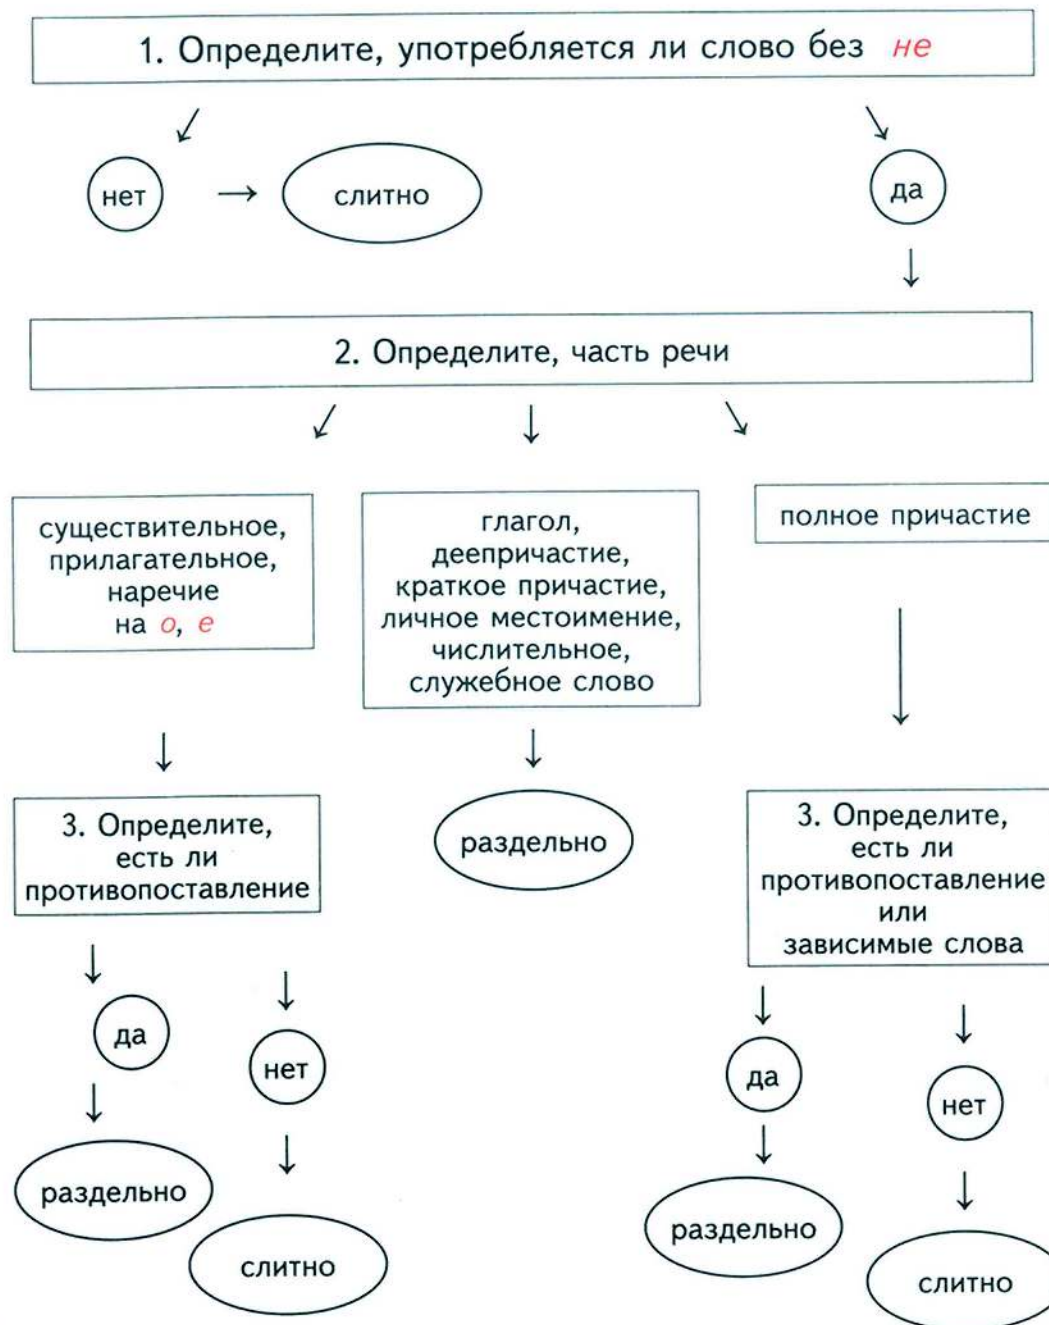 1. Определите, употребляется ли слово без не
нет
слитно
да
2. Определите, часть речи
существительное,
прилагательное,
наречие
на о, е
глагол,
деепричастие,
краткое причастие,
личное местоимение,
числительное,
служебное слово
полное причастие
3. Определите,
есть ли
противопоставление
раздельно
3. Определите,
есть ли
противопоставление
или
зависимые слова
да
нет
раздельно
слитно
да
нет
раздельно
слитно